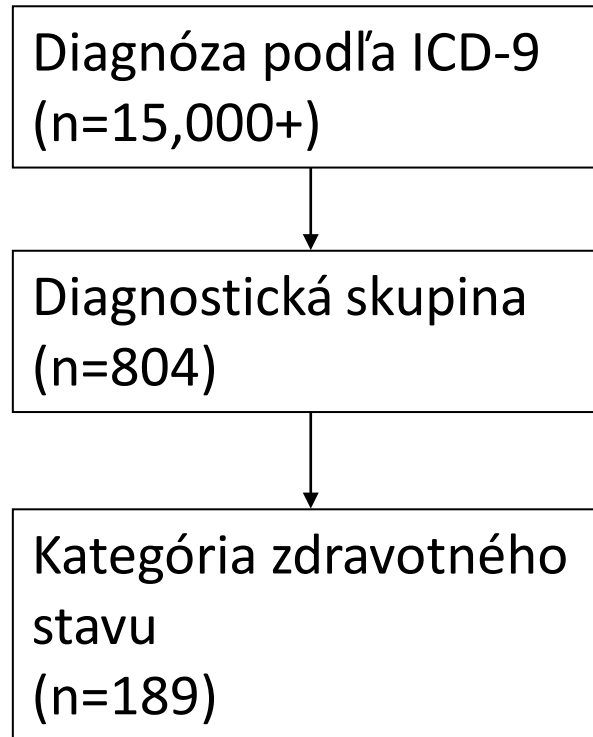 Diagnóza podľa ICD-9
(n=15,000+)
Diagnostická skupina
(n=804)
Kategória zdravotného
stavu
(n=189)